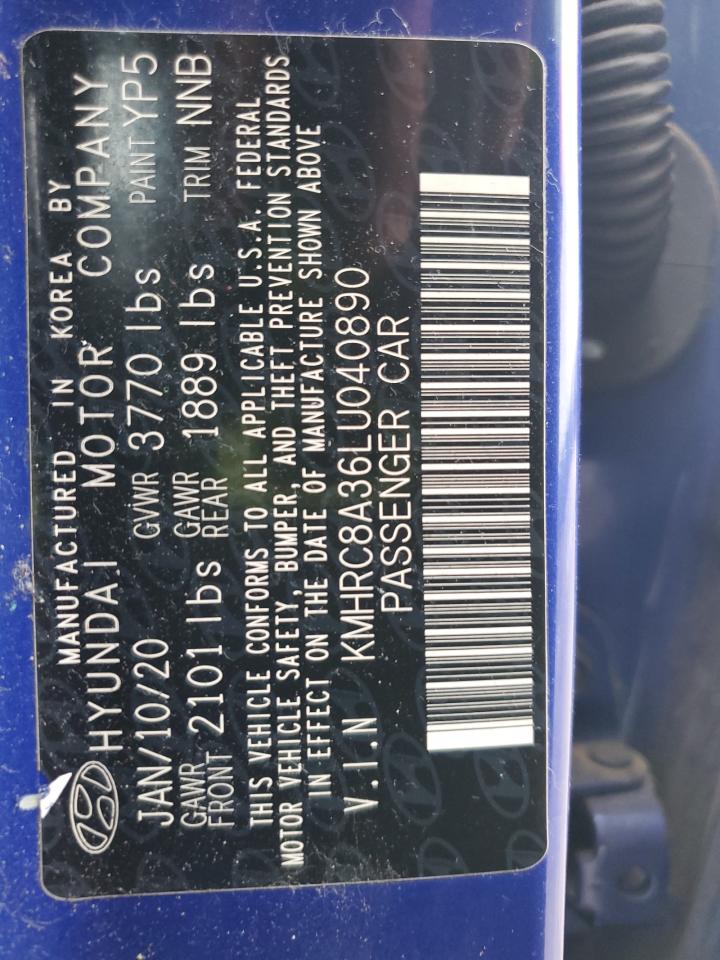 MANUFACTURED IN KOREA BY
HYUNDAI MOTOR COMPANY
JAN/10/20 GVWR 3770 lbs PAINT YP5
GAWR FRONT 2101 lbs GAWR REAR 1889 lbs TRIM NNB
THIS VEHICLE CONFORMS TO ALL APPLICABLE U.S.A. FEDERAL
MOTOR VEHICLE SAFETY, BUMPER, AND THEFT PREVENTION STANDARDS
IN EFFECT ON THE DATE OF MANUFACTURE SHOWN ABOVE
V.I.N KMHRC8A36LU040890
PASSENGER CAR